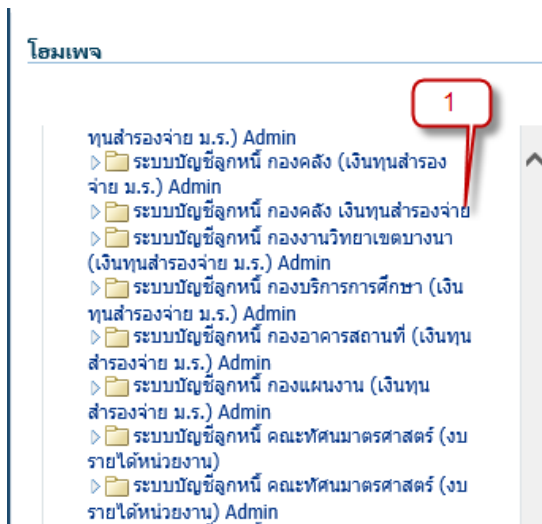 โฮมเพจ
1
ทุนสำรองจ่าย ม.ร.) Admin
ระบบบัญชีลูกหนี้ กองคลัง (เงินทุนสำรอง
จ่าย ม.ร.) Admin
ระบบบัญชีลูกหนี้ กองคลัง เงินทุนสำรองจ่าย
ระบบบัญชีลูกหนี้ กองงานวิทยาเขตบางนา
(เงินทุนสำรองจ่าย ม.ร.) Admin
ระบบบัญชีลูกหนี้ กองบริการการศึกษา (เงิน
ทุนสำรองจ่าย ม.ร.) Admin
ระบบบัญชีลูกหนี้ กองอาคารสถานที่ (เงินทุน
สำรองจ่าย ม.ร.) Admin
ระบบบัญชีลูกหนี้ กองแผนงาน (เงินทุน
สำรองจ่าย ม.ร.) Admin
ระบบบัญชีลูกหนี้ คณะทัศนมาตรศาสตร์ (งบ
รายได้หน่วยงาน)
ระบบบัญชีลูกหนี้ คณะทัศนมาตรศาสตร์ (งบ
รายได้หน่วยงาน) Admin